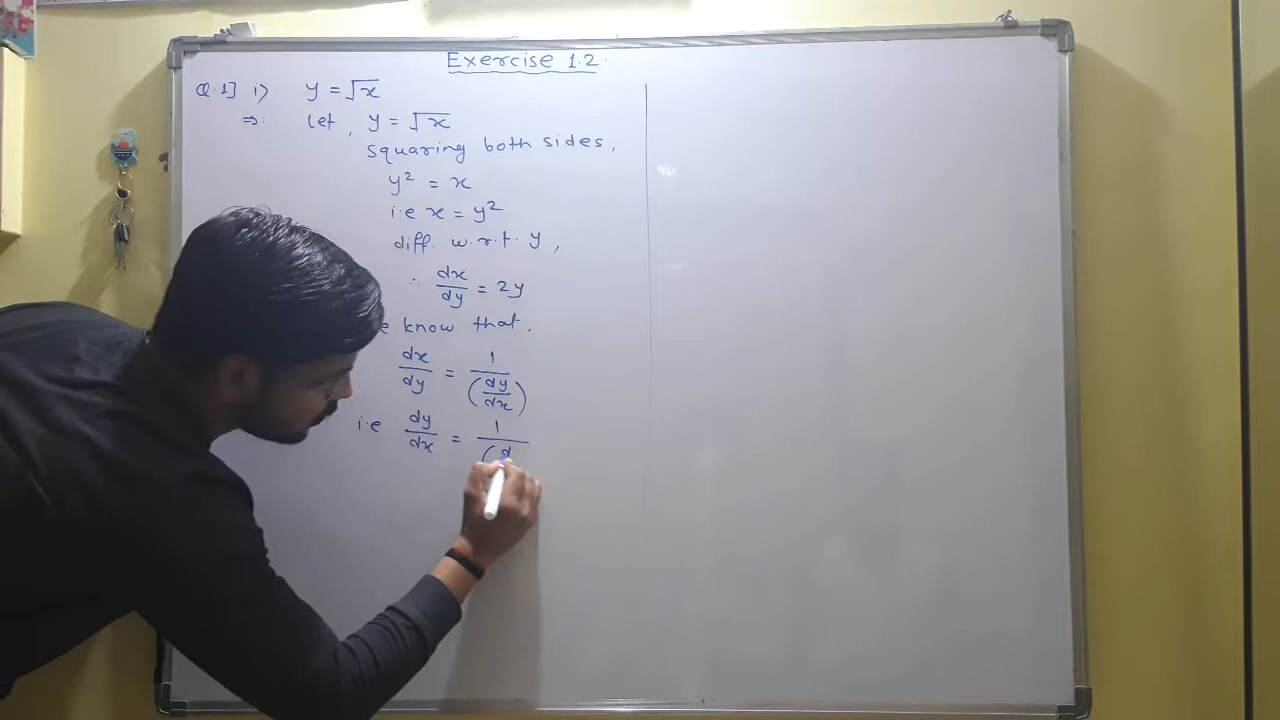 Exercise 1.2.
Q.1] i) y = √x
⇒: Let, y = √x
squaring both sides,
y² = x
i.e x = y²
diff. w.r.t. y,
∴ dx/dy = 2y
e know that,
dx/dy = 1/(dy/dx)
i.e dy/dx = 1/(d